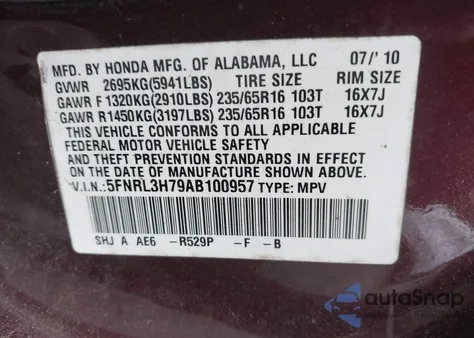 MFD. BY HONDA MFG. OF ALABAMA, LLC 07/'10
GVWR 2695KG(5941LBS) TIRE SIZE RIM SIZE
GAWR F 1320KG(2910LBS) 235/65R16 103T 16X7J
GAWR R1450KG(3197LBS) 235/65R16 103T 16X7J
THIS VEHICLE CONFORMS TO ALL APPLICABLE
FEDERAL MOTOR VEHICLE SAFETY AND
THEFT PREVENTION STANDARDS IN EFFECT ON
THE DATE OF MANUFACTURE SHOWN ABOVE.
V.I.N.: 5FNRL3H79AB100957 TYPE: MPV
SHJ A AE6 -R529P -F -B
autoSnap